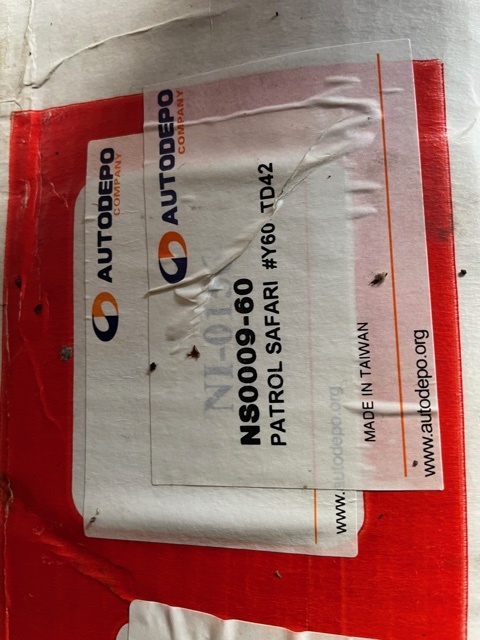 AUTODEPO
COMPANY
NS0009-60
PATROL SAFARI #Y60 TD42
MADE IN TAIWAN
www.autodepo.org
AUTODEPO
COMPANY
www.autodepo.org